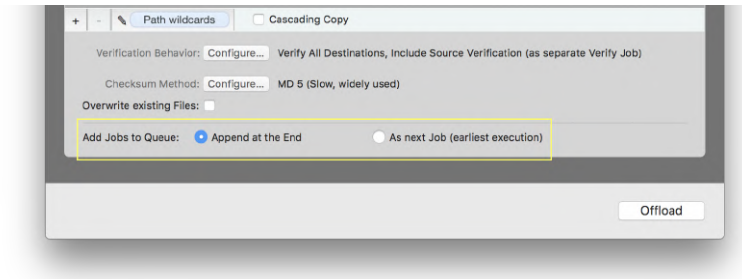 + - Path wildcards Cascading Copy
Verification Behavior: Configure... Verify All Destinations, Include Source Verification (as separate Verify Job)
Checksum Method: Configure... MD 5 (Slow, widely used)
Overwrite existing Files:
Add Jobs to Queue: Append at the End As next Job (earliest execution)
Offload